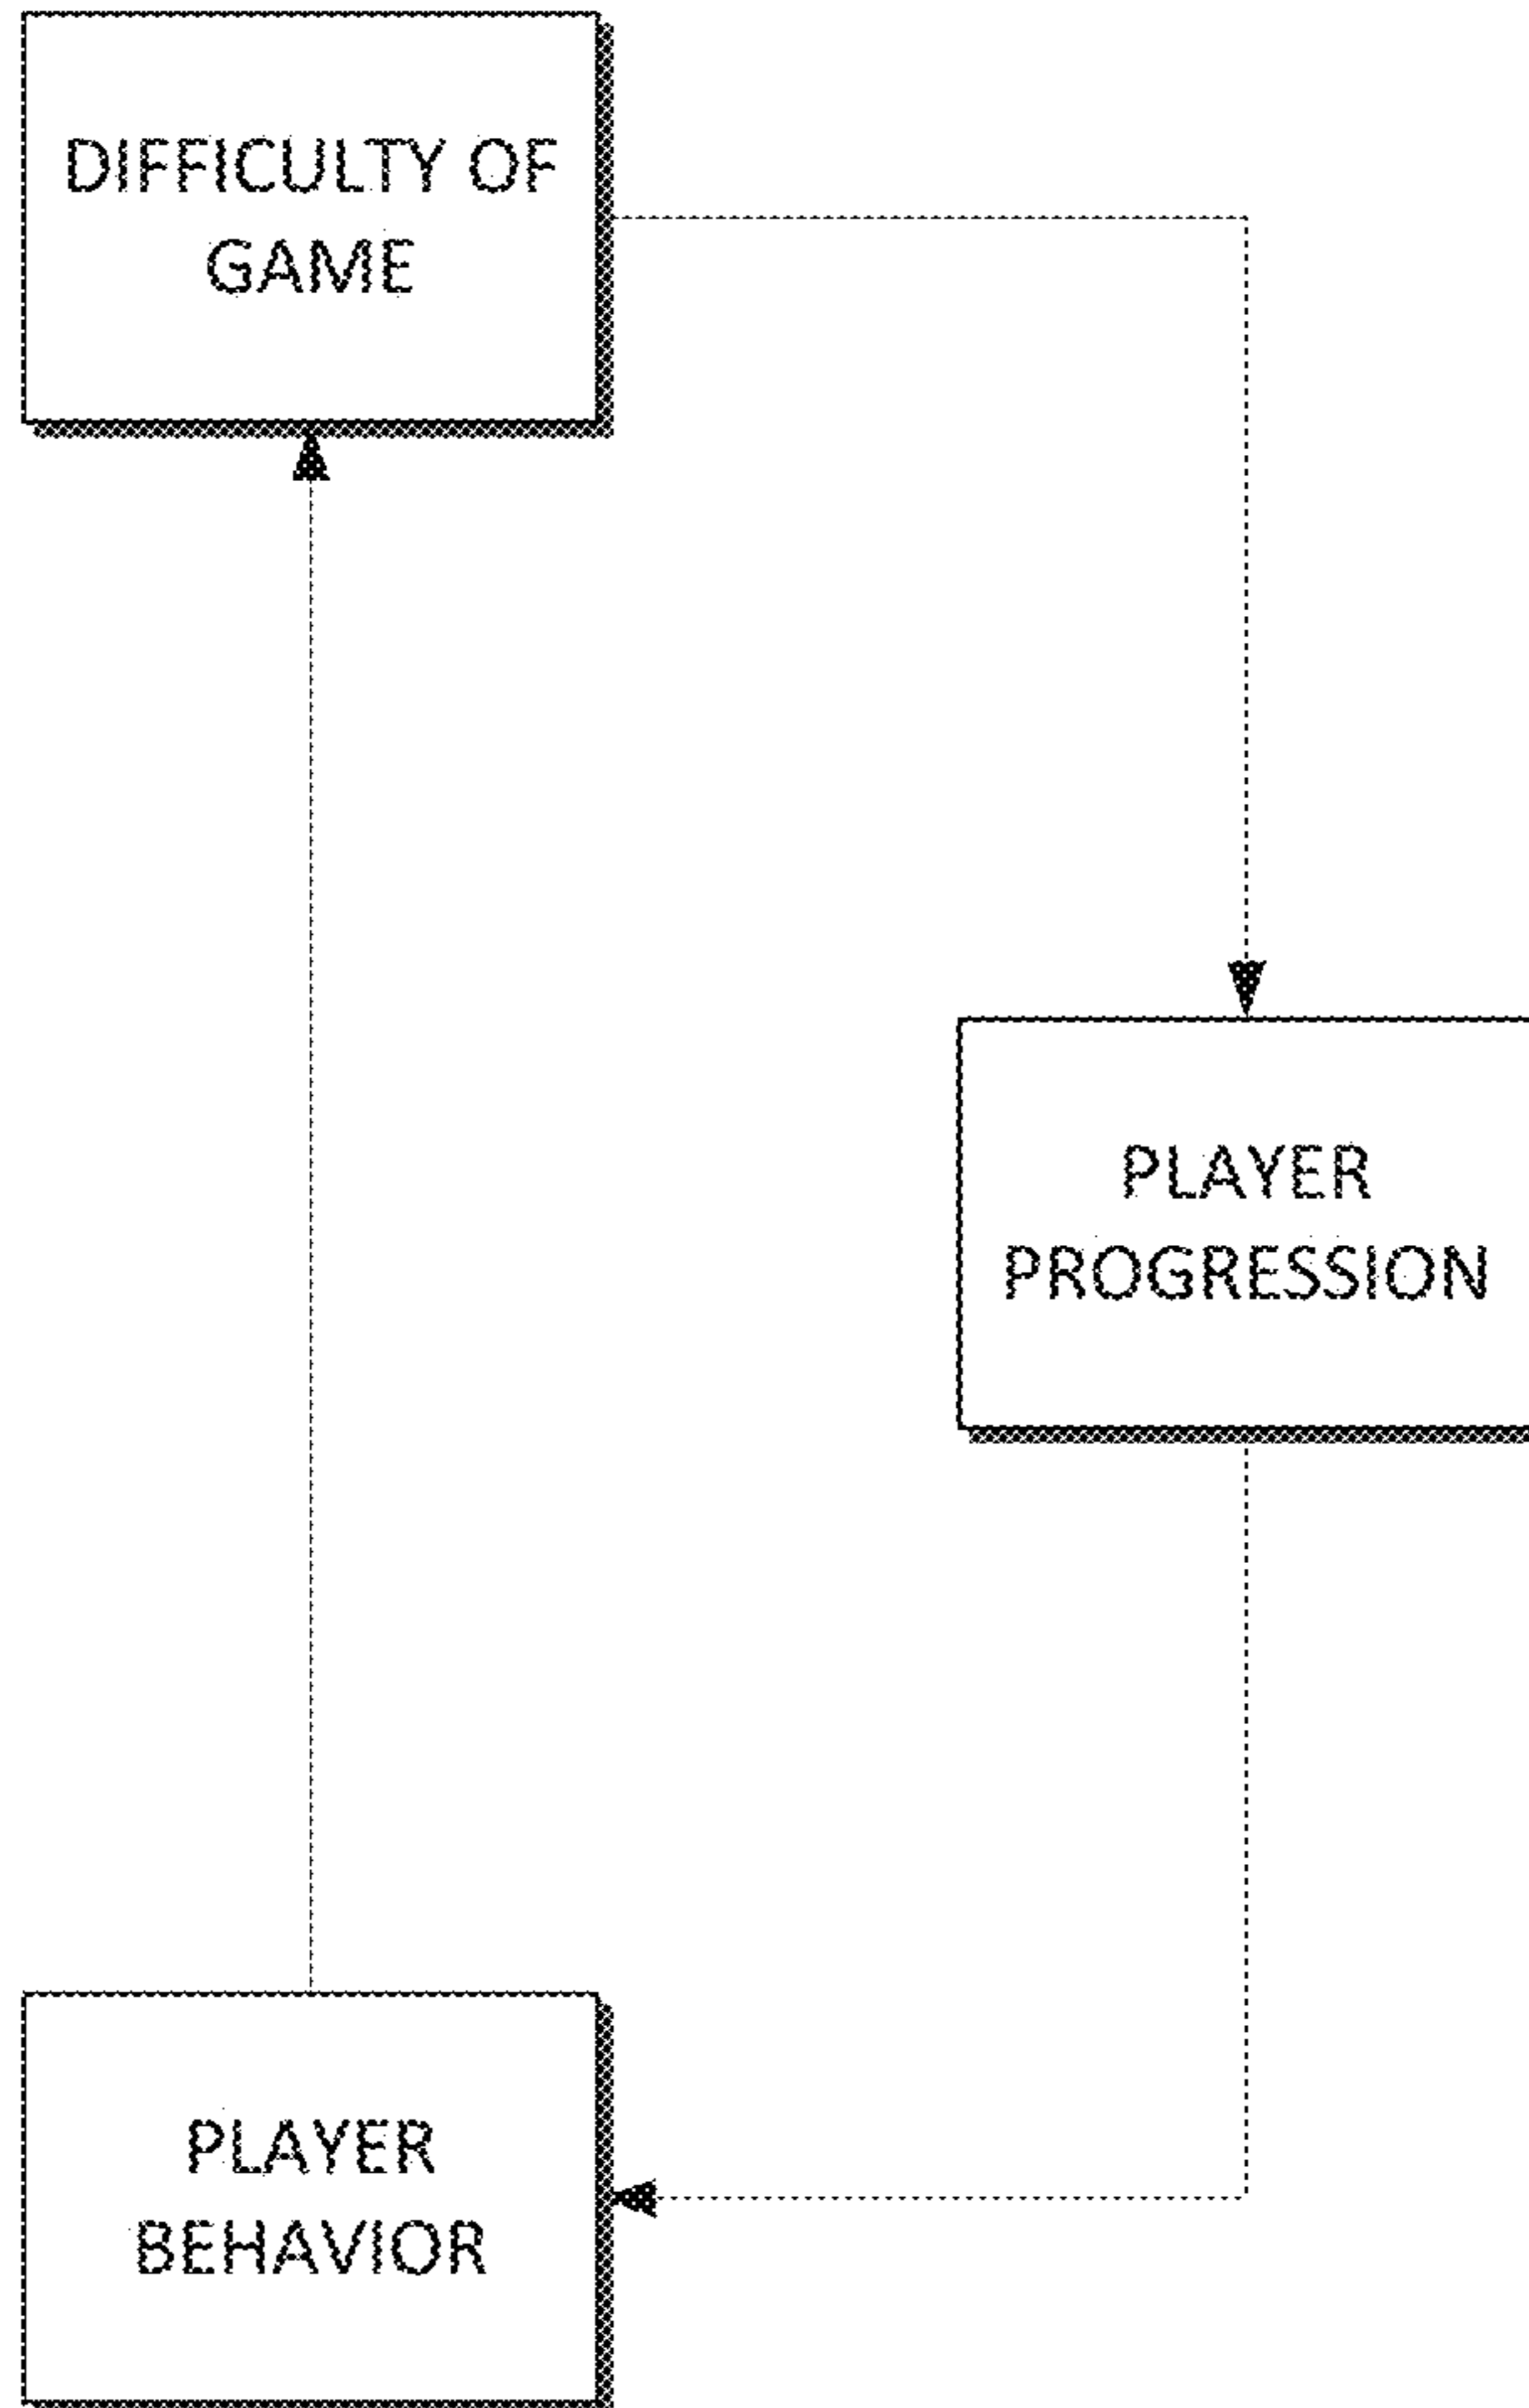 DIFFICULTY OF
GAME
PLAYER
PROGRESSION
PLAYER
BEHAVIOR